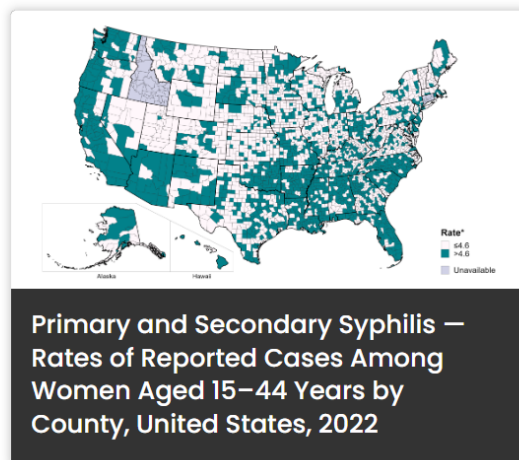 Rate*
≤4.6
>4.6
Unavailable
Alaska
Hawaii
Primary and Secondary Syphilis —
Rates of Reported Cases Among
Women Aged 15–44 Years by
County, United States, 2022